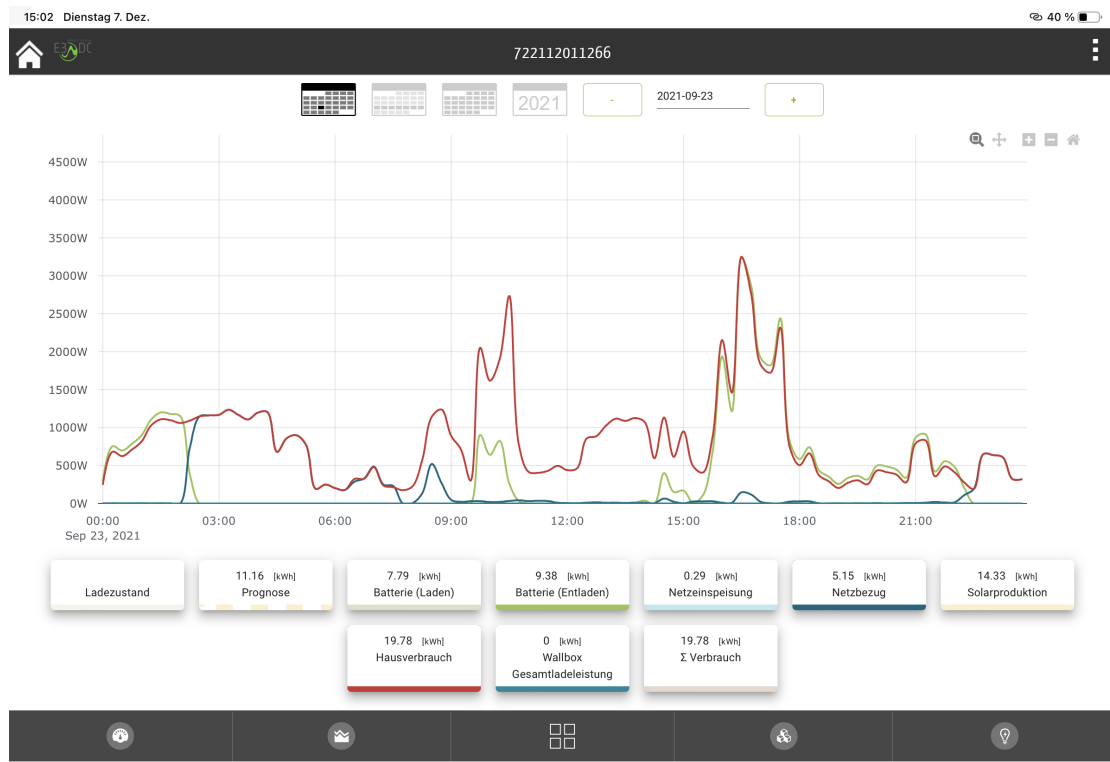 15:02 Dienstag 7. Dez.
40 %
E3/DC
722112011266
2021
-
2021-09-23
+
4500W
4000W
3500W
3000W
2500W
2000W
1500W
1000W
500W
0W
00:00 03:00 06:00 09:00 12:00 15:00 18:00 21:00
Sep 23, 2021
Ladezustand
11.16 [kWh]
Prognose
7.79 [kWh]
Batterie (Laden)
9.38 [kWh]
Batterie (Entladen)
0.29 [kWh]
Netzeinspeisung
5.15 [kWh]
Netzbezug
14.33 [kWh]
Solarproduktion
19.78 [kWh]
Hausverbrauch
0 [kWh]
Wallbox
Gesamtladeleistung
19.78 [kWh]
Σ Verbrauch